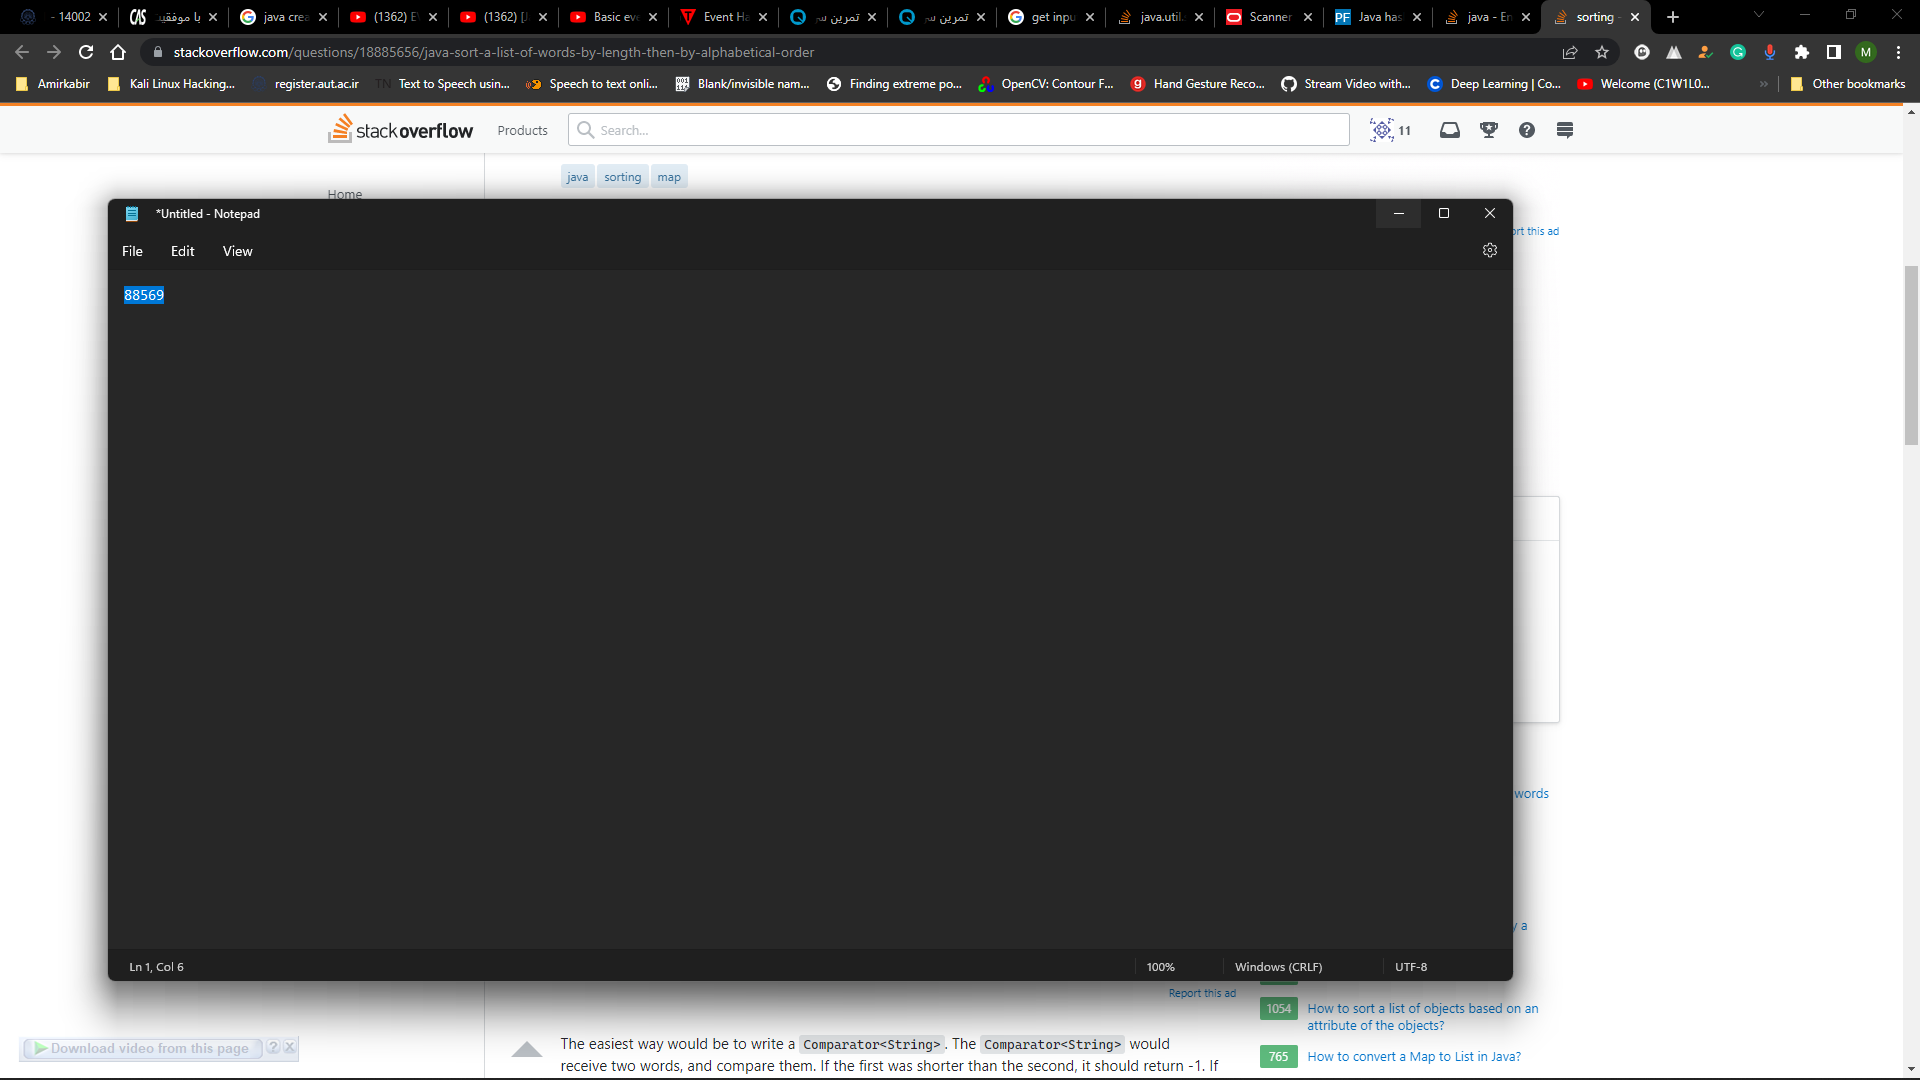 - 14002
با موفقیت
java crea
(1362) E
(1362) [J
Basic eve
Event Ha
تمرین سر
تمرین سر
get inpu
java.util.
Scanner
Java has
java - En
sorting -
stackoverflow.com/questions/18885656/java-sort-a-list-of-words-by-length-then-by-alphabetical-order
M
Amirkabir
Kali Linux Hacking...
register.aut.ac.ir
TN Text to Speech usin...
Speech to text onli...
Blank/invisible nam...
Finding extreme po...
OpenCV: Contour F...
Hand Gesture Reco...
Stream Video with...
Deep Learning | Co...
Welcome (C1W1L0...
»
Other bookmarks
stackoverflow
Products
Search...
11
java sorting map
Home
*Untitled - Notepad
ort this ad
File Edit View
88569
words
y a
Ln 1, Col 6
100%
Windows (CRLF)
UTF-8
Report this ad
1054 How to sort a list of objects based on an
attribute of the objects?
Download video from this page
The easiest way would be to write a Comparator<String>. The Comparator<String> would
765 How to convert a Map to List in Java?
receive two words, and compare them. If the first was shorter than the second, it should return -1. If